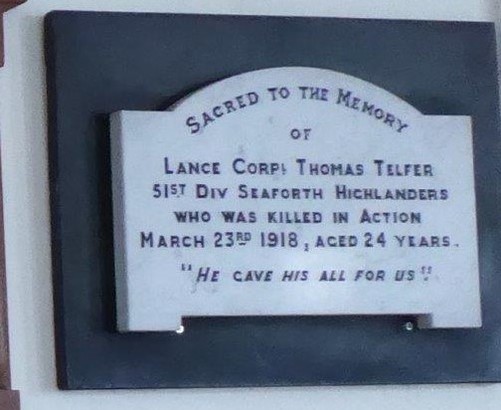 Sacred to the Memory
of
Lance Corpl Thomas Telfer
51st Div Seaforth Highlanders
who was killed in Action
March 23rd 1918, aged 24 years.
"He gave his all for us".